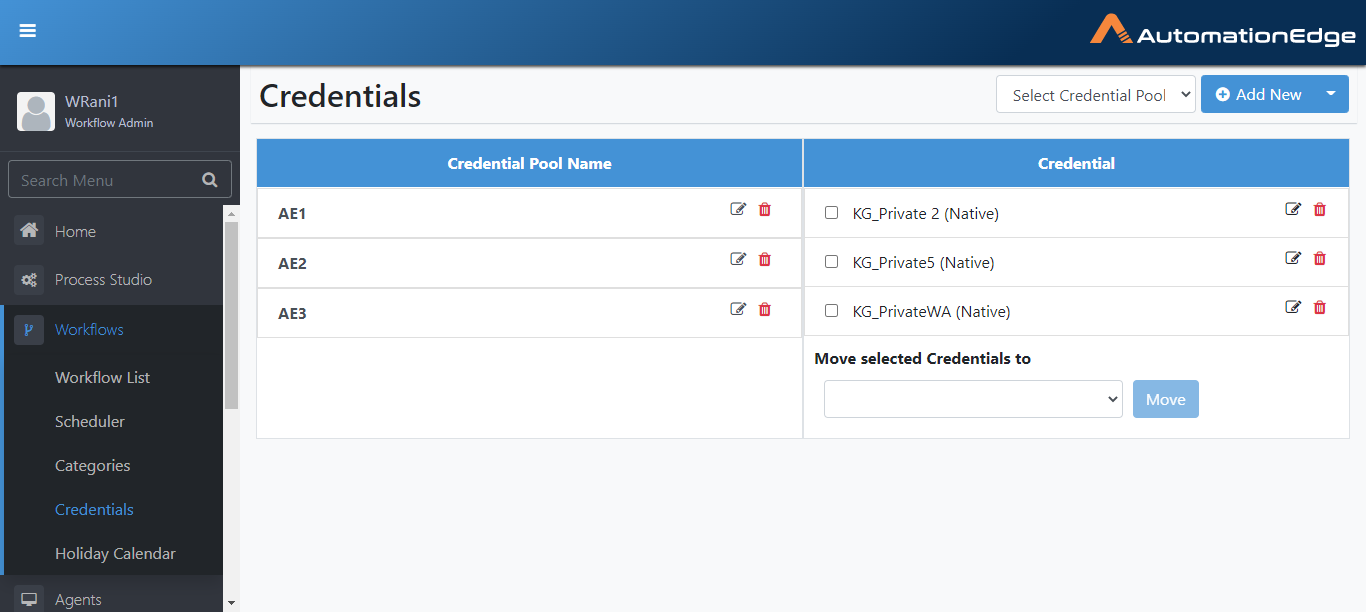 AutomationEdge
WRani1
Workflow Admin
Search Menu
Home
Process Studio
Workflows
Workflow List
Scheduler
Categories
Credentials
Holiday Calendar
Agents
Credentials
Select Credential Pool
Add New
Credential Pool Name
Credential
AE1
KG_Private 2 (Native)
AE2
KG_Private5 (Native)
AE3
KG_PrivateWA (Native)
Move selected Credentials to
Move